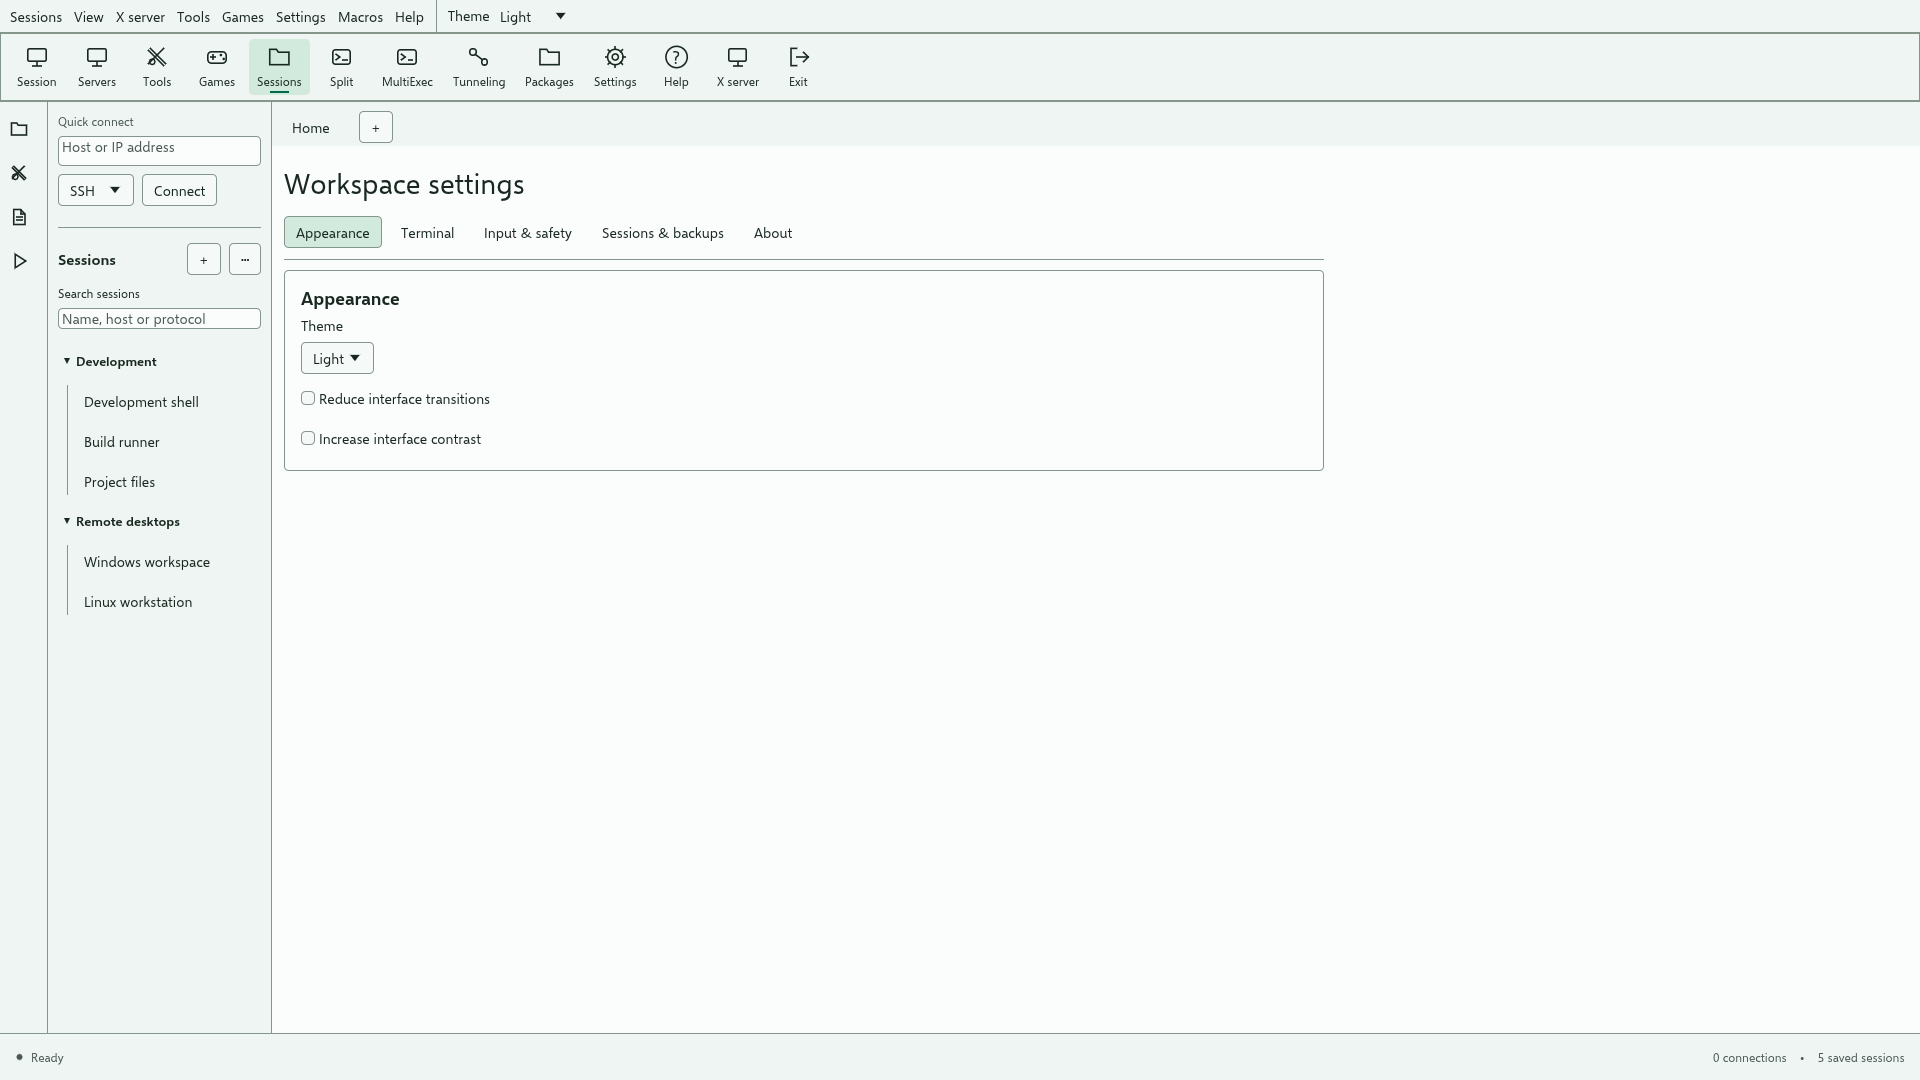 Sessions View X server Tools Games Settings Macros Help Theme Light
Session Servers Tools Games Sessions Split MultiExec Tunneling Packages Settings Help X server Exit
Quick connect
Host or IP address
SSH Connect
Sessions + ...
Search sessions
Name, host or protocol
Development
Development shell
Build runner
Project files
Remote desktops
Windows workspace
Linux workstation
Home +
Workspace settings
Appearance Terminal Input & safety Sessions & backups About
Appearance
Theme
Light
Reduce interface transitions
Increase interface contrast
Ready
0 connections • 5 saved sessions